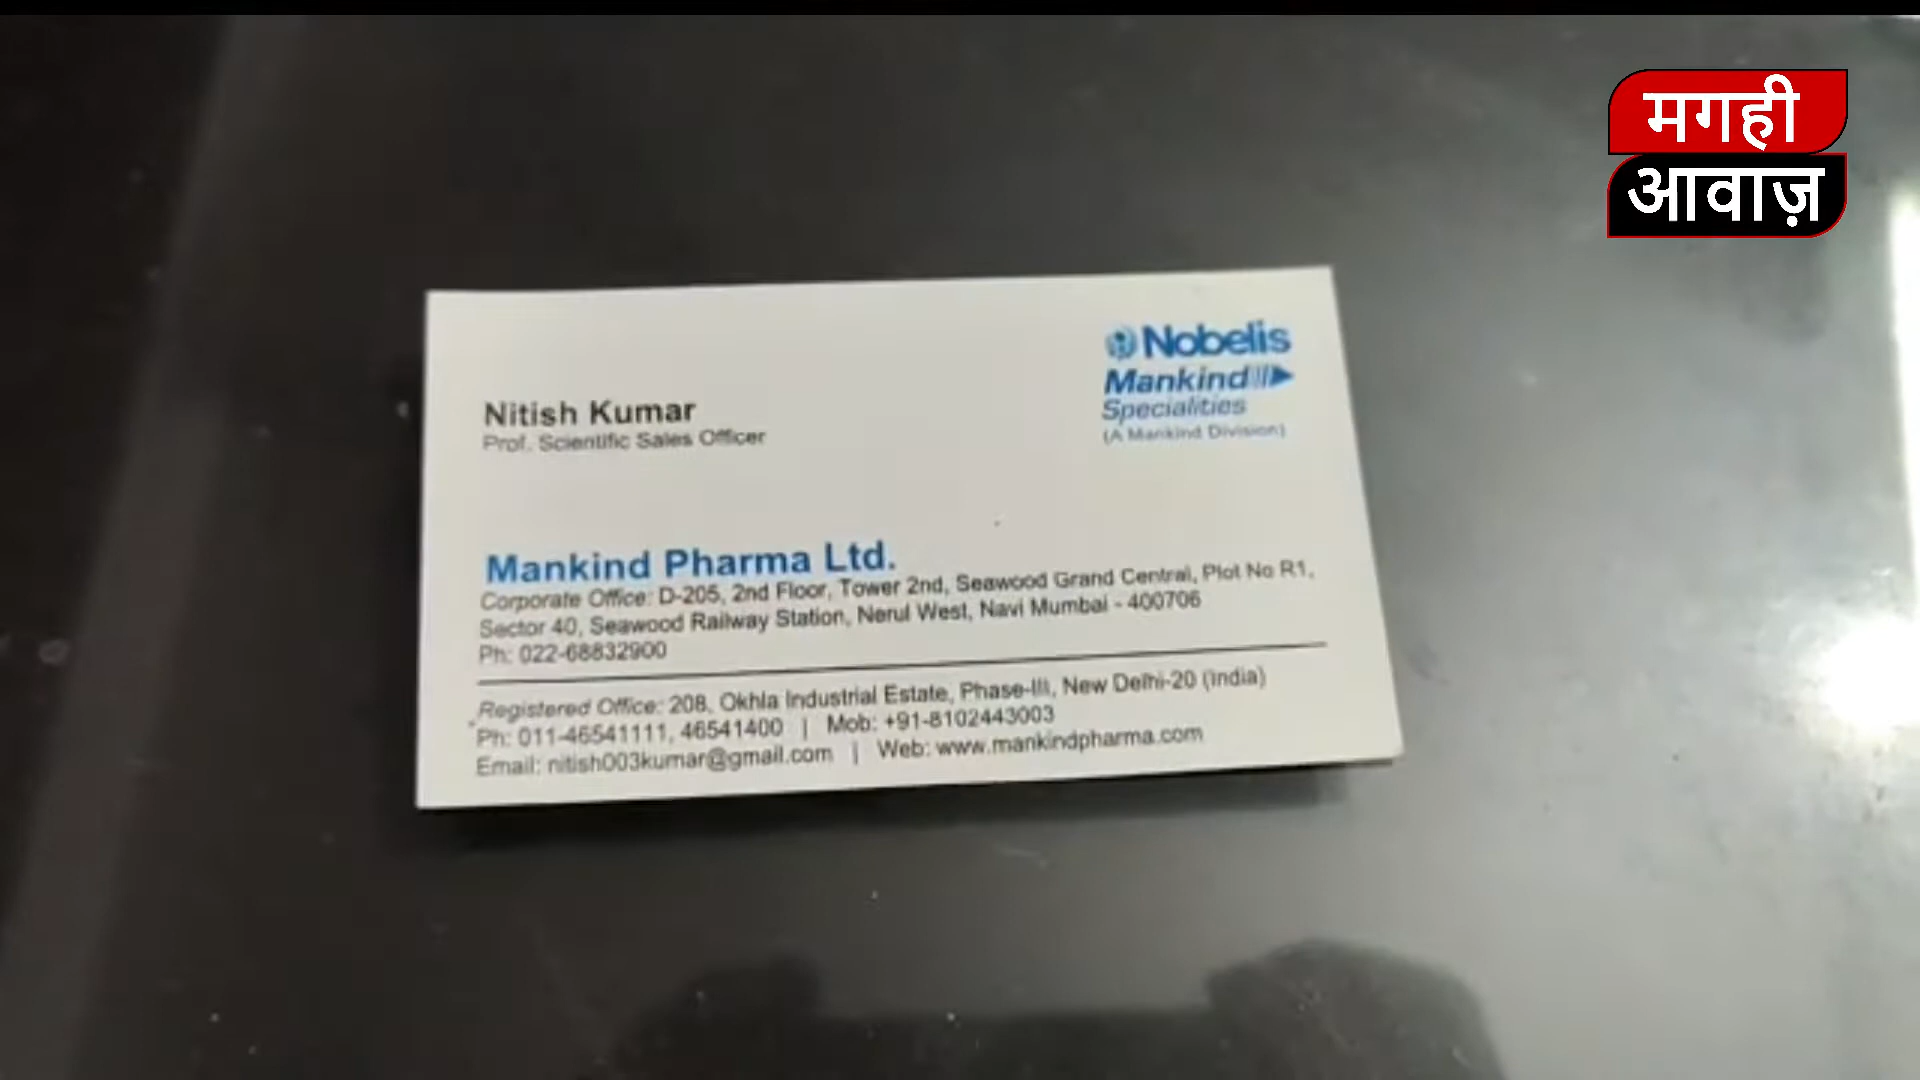 मगही
आवाज़
Nobelis
Mankind
Specialities
(A Mankind Division)
Nitish Kumar
Prof. Scientific Sales Officer
Mankind Pharma Ltd.
Corporate Office: D-205, 2nd Floor, Tower 2nd, Seawood Grand Central, Plot No R1,
Sector 40, Seawood Railway Station, Nerul West, Navi Mumbai - 400706
Ph: 022-68832900
Registered Office: 208, Okhla Industrial Estate, Phase-III, New Delhi-20 (India)
Ph: 011-46541111, 46541400 | Mob: +91-8102443003
Email: nitish003kumar@gmail.com | Web: www.mankindpharma.com